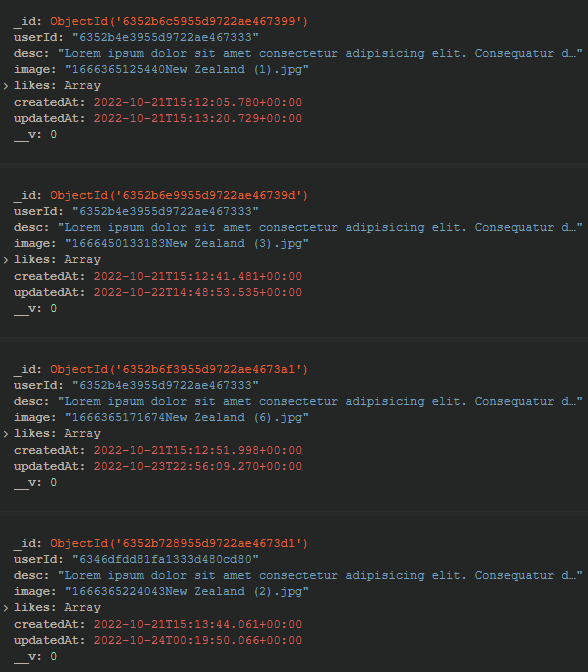 _id: ObjectId('6352b6c5955d9722ae467399')
userId: "6352b4e3955d9722ae467333"
desc: "Lorem ipsum dolor sit amet consectetur adipisicing elit. Consequatur d…"
image: "1666365125440New Zealand (1).jpg"
> likes: Array
createdAt: 2022-10-21T15:12:05.780+00:00
updatedAt: 2022-10-21T15:13:20.729+00:00
__v: 0
_id: ObjectId('6352b6e9955d9722ae46739d')
userId: "6352b4e3955d9722ae467333"
desc: "Lorem ipsum dolor sit amet consectetur adipisicing elit. Consequatur d…"
image: "1666450133183New Zealand (3).jpg"
> likes: Array
createdAt: 2022-10-21T15:12:41.481+00:00
updatedAt: 2022-10-22T14:48:53.535+00:00
__v: 0
_id: ObjectId('6352b6f3955d9722ae4673a1')
userId: "6352b4e3955d9722ae467333"
desc: "Lorem ipsum dolor sit amet consectetur adipisicing elit. Consequatur d…"
image: "1666365171674New Zealand (6).jpg"
> likes: Array
createdAt: 2022-10-21T15:12:51.998+00:00
updatedAt: 2022-10-23T22:56:09.270+00:00
__v: 0
_id: ObjectId('6352b728955d9722ae4673d1')
userId: "6346dfdd81fa1333d480cd80"
desc: "Lorem ipsum dolor sit amet consectetur adipisicing elit. Consequatur d…"
image: "1666365224043New Zealand (2).jpg"
> likes: Array
createdAt: 2022-10-21T15:13:44.061+00:00
updatedAt: 2022-10-24T00:19:50.066+00:00
__v: 0